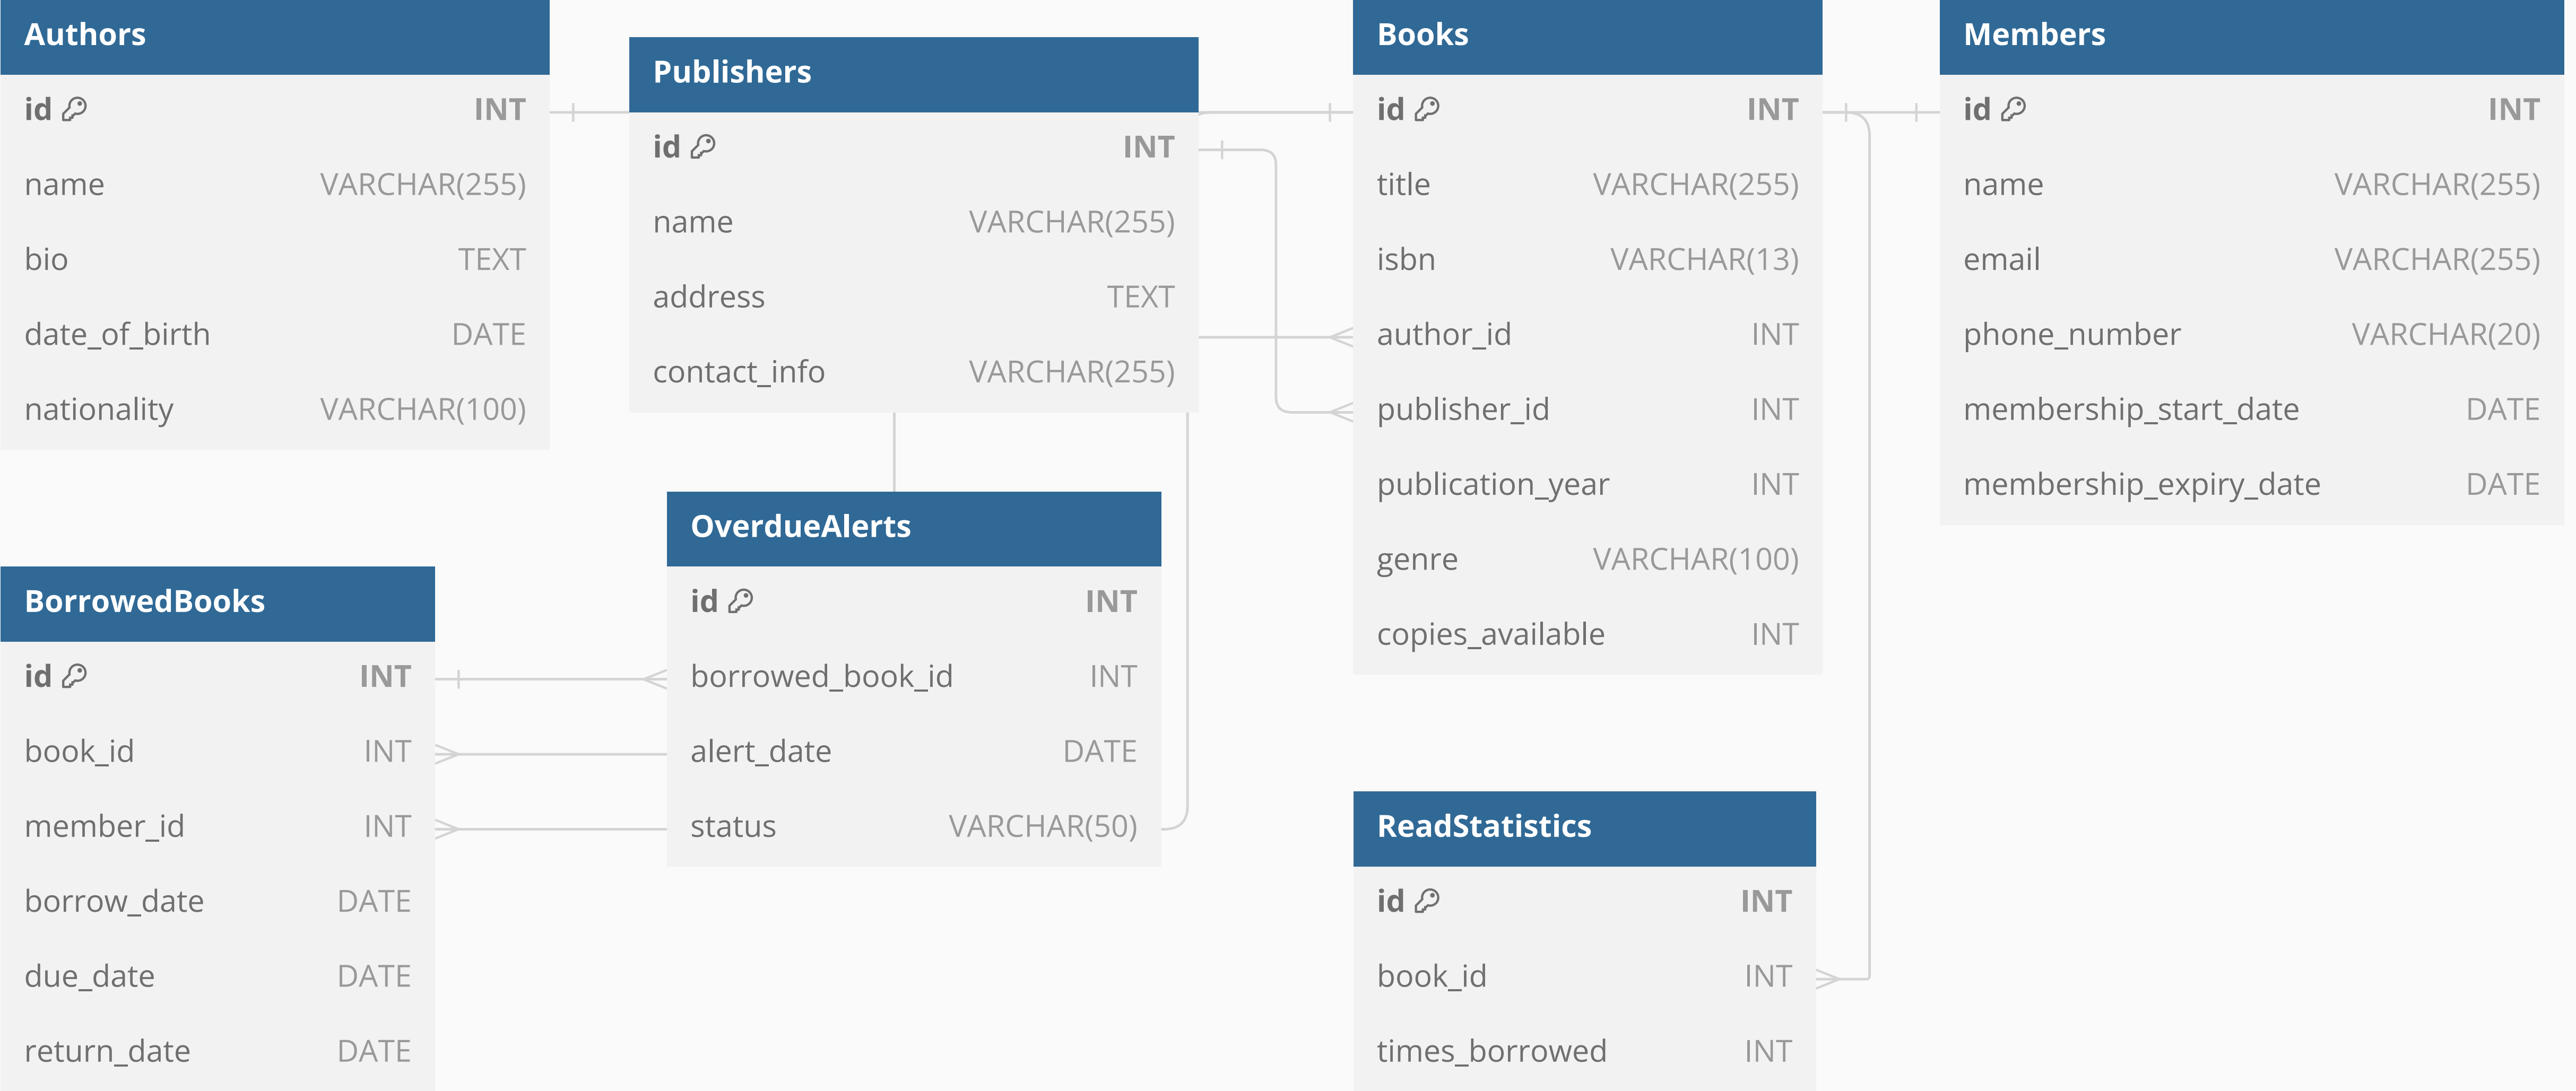 Authors
id INT
name VARCHAR(255)
bio TEXT
date_of_birth DATE
nationality VARCHAR(100)
Publishers
id INT
name VARCHAR(255)
address TEXT
contact_info VARCHAR(255)
Books
id INT
title VARCHAR(255)
isbn VARCHAR(13)
author_id INT
publisher_id INT
publication_year INT
genre VARCHAR(100)
copies_available INT
Members
id INT
name VARCHAR(255)
email VARCHAR(255)
phone_number VARCHAR(20)
membership_start_date DATE
membership_expiry_date DATE
BorrowedBooks
id INT
book_id INT
member_id INT
borrow_date DATE
due_date DATE
return_date DATE
OverdueAlerts
id INT
borrowed_book_id INT
alert_date DATE
status VARCHAR(50)
ReadStatistics
id INT
book_id INT
times_borrowed INT